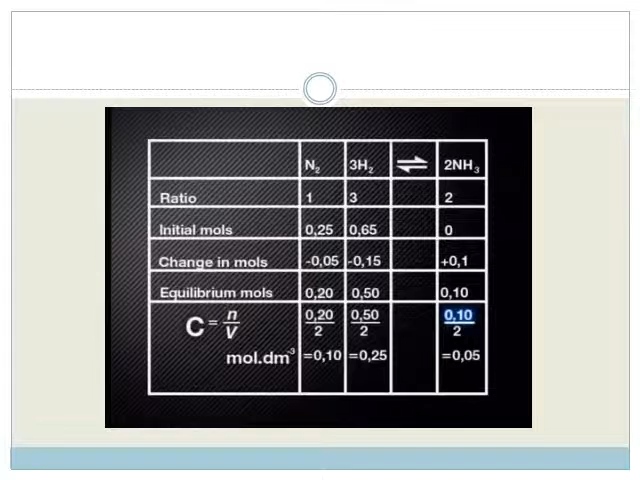 N₂ 3H₂ ⇌ 2NH₃
Ratio 1 3 2
Initial mols 0,25 0,65 0
Change in mols -0,05 -0,15 +0,1
Equilibrium mols 0,20 0,50 0,10
C = n/V 0,20/2 0,50/2 0,10/2
mol.dm⁻³ =0,10 =0,25 =0,05